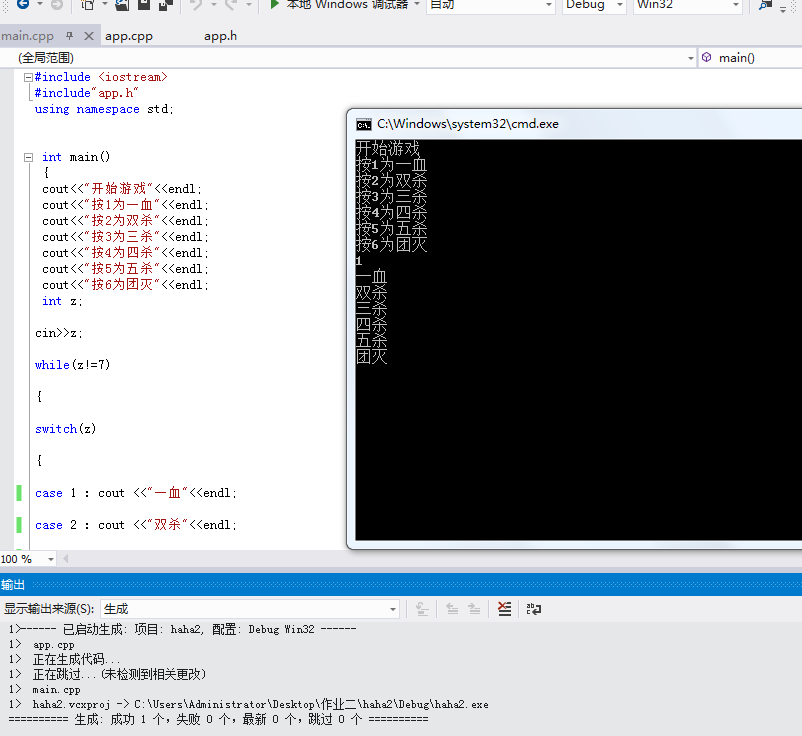 本地 Windows 调试器 自动 Debug Win32
main.cpp app.cpp app.h
(全局范围) main()
#include <iostream>
#include"app.h"
using namespace std;
int main()
{
cout<<"开始游戏"<<endl;
cout<<"按1为一血"<<endl;
cout<<"按2为双杀"<<endl;
cout<<"按3为三杀"<<endl;
cout<<"按4为四杀"<<endl;
cout<<"按5为五杀"<<endl;
cout<<"按6为团灭"<<endl;
int z;
cin>>z;
while(z!=7)
{
switch(z)
{
case 1 : cout <<"一血"<<endl;
case 2 : cout <<"双杀"<<endl;
C:\Windows\system32\cmd.exe
开始游戏
按1为一血
按2为双杀
按3为三杀
按4为四杀
按5为五杀
按6为团灭
1
一血
双杀
三杀
四杀
五杀
团灭
100 %
输出
显示输出来源(S): 生成
1>------ 已启动生成: 项目: haha2, 配置: Debug Win32 ------
1> app.cpp
1> 正在生成代码...
1> 正在跳过...(未检测到相关更改)
1> main.cpp
1> haha2.vcxproj -> C:\Users\Administrator\Desktop\作业二\haha2\Debug\haha2.exe
========== 生成: 成功 1 个，失败 0 个，最新 0 个，跳过 0 个 ==========